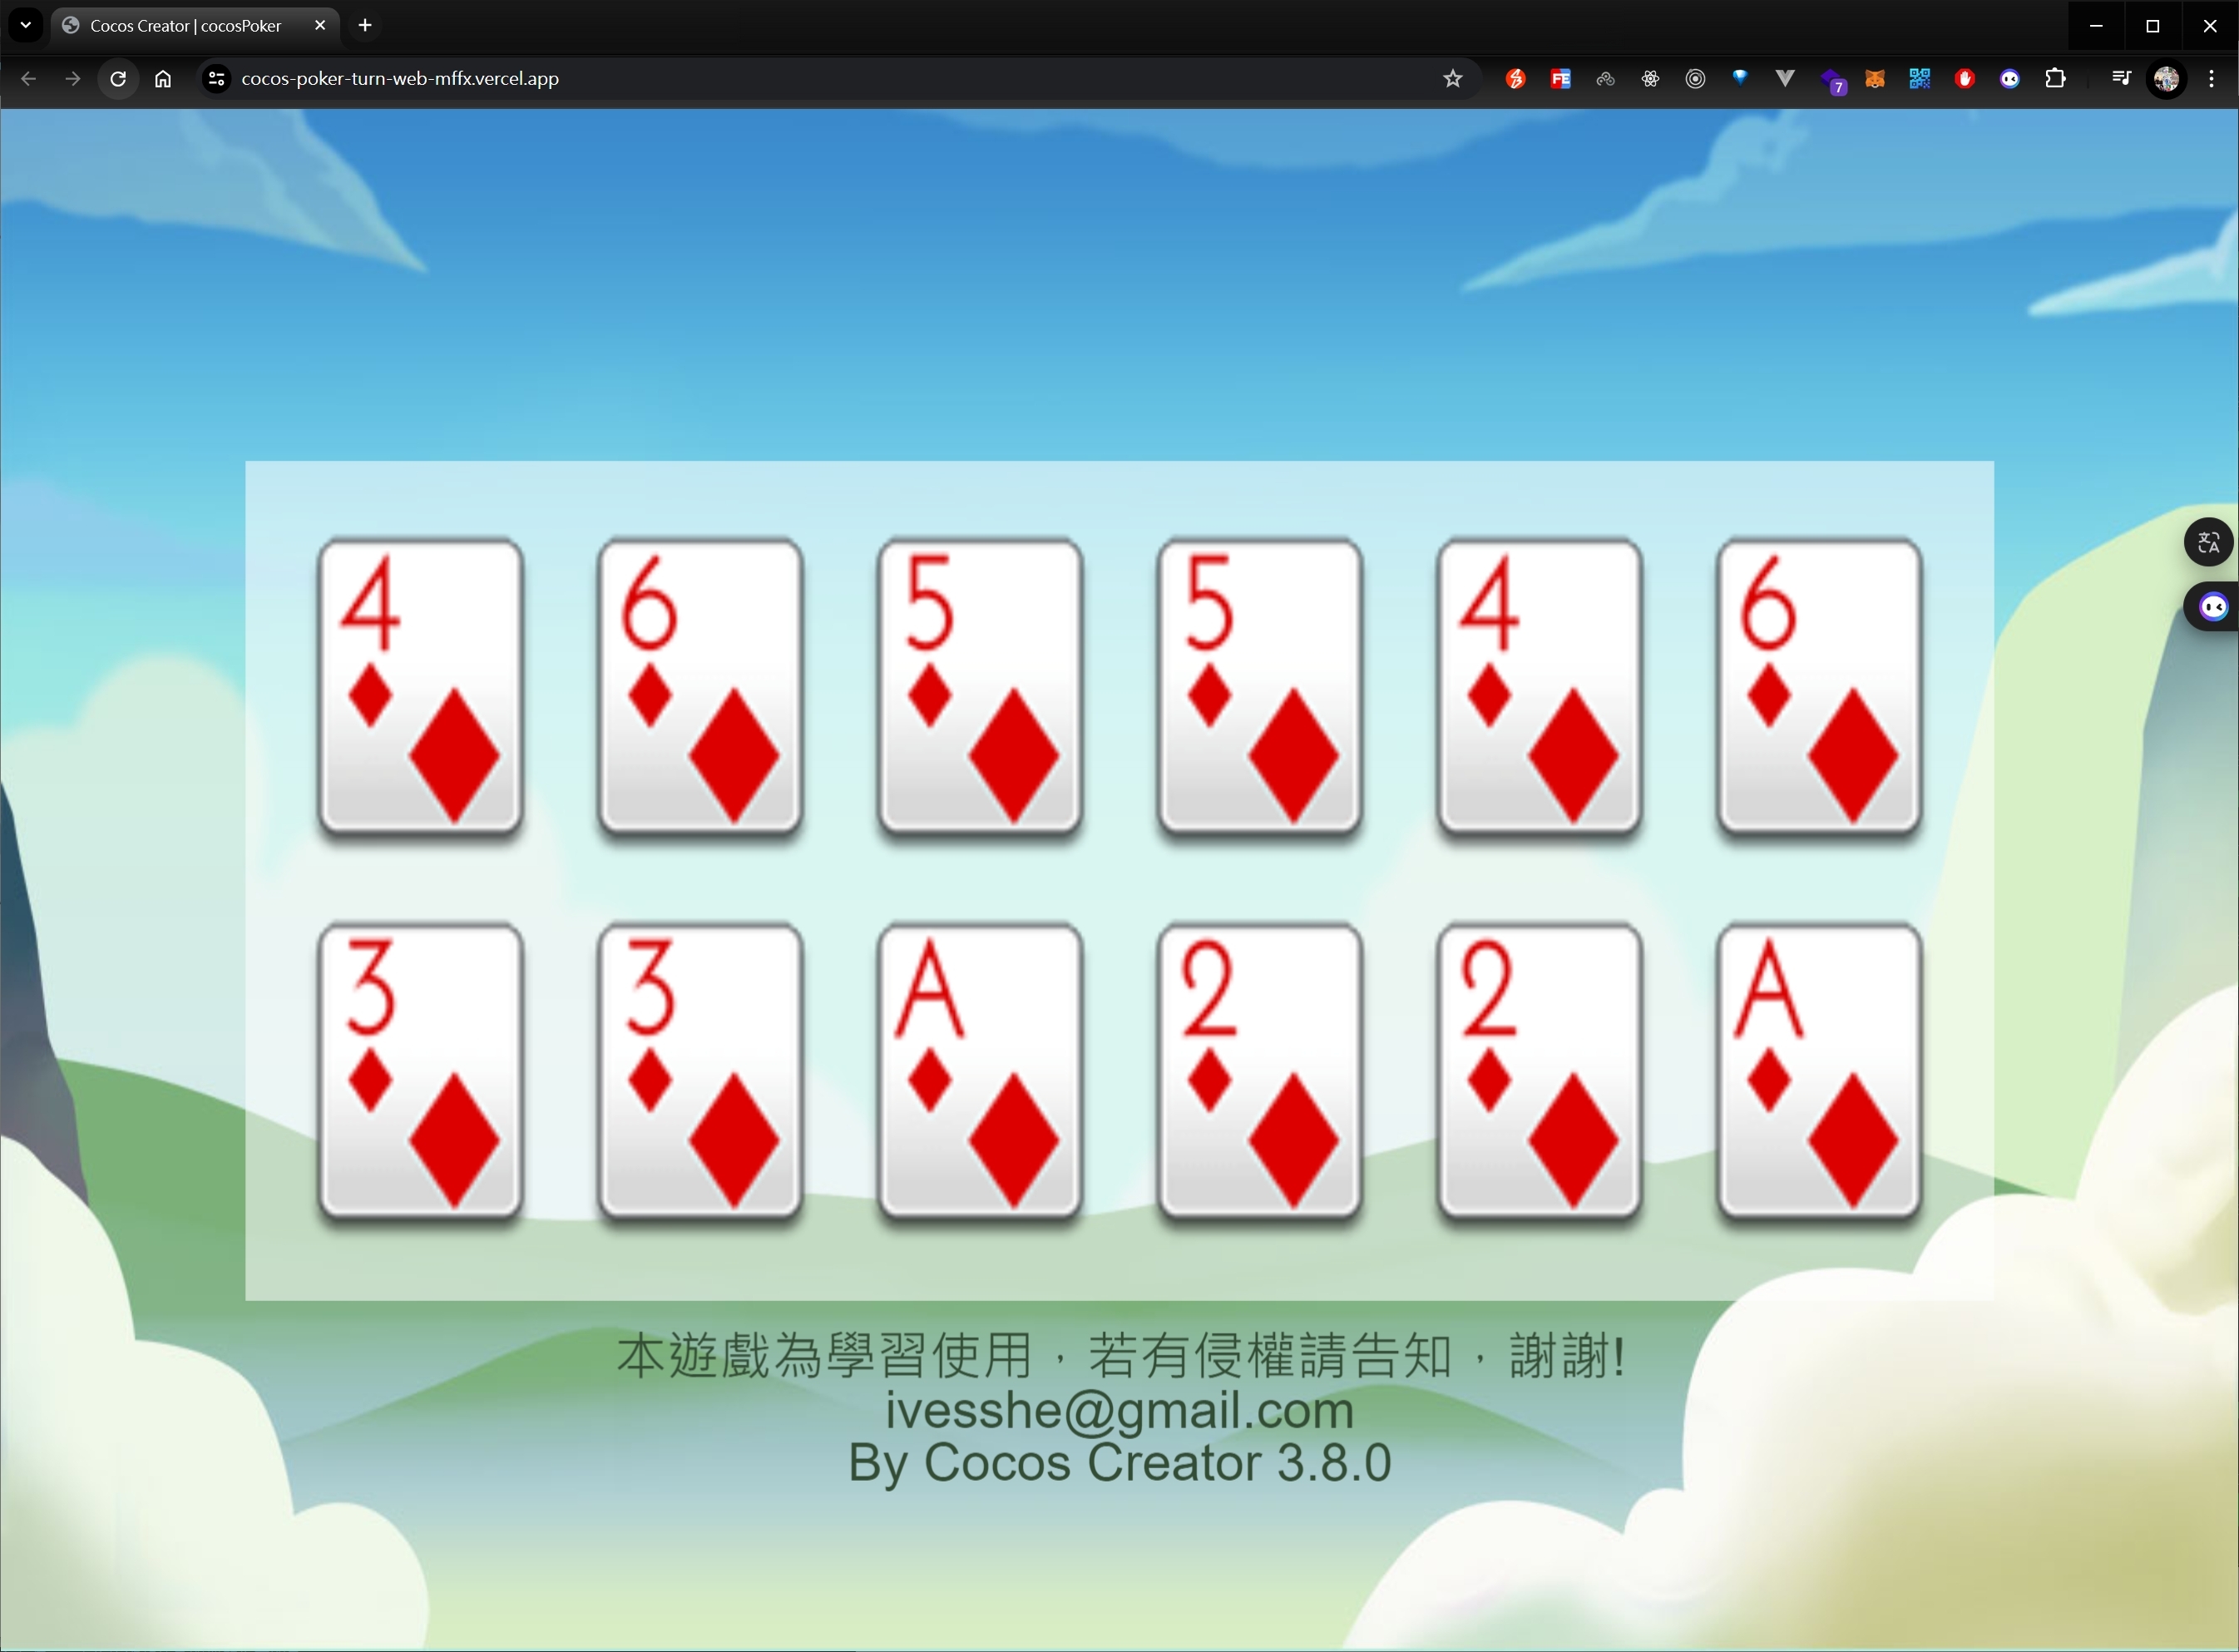 Cocos Creator | cocosPoker
cocos-poker-turn-web-mffx.vercel.app
FE
7
4 6 5 5 4 6
3 3 A 2 2 A
本遊戲為學習使用，若有侵權請告知，謝謝!
ivesshe@gmail.com
By Cocos Creator 3.8.0